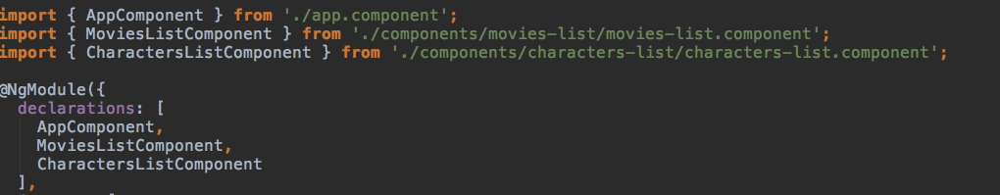 import { AppComponent } from './app.component';
import { MoviesListComponent } from './components/movies-list/movies-list.component';
import { CharactersListComponent } from './components/characters-list/characters-list.component';
@NgModule({
declarations: [
AppComponent,
MoviesListComponent,
CharactersListComponent
],